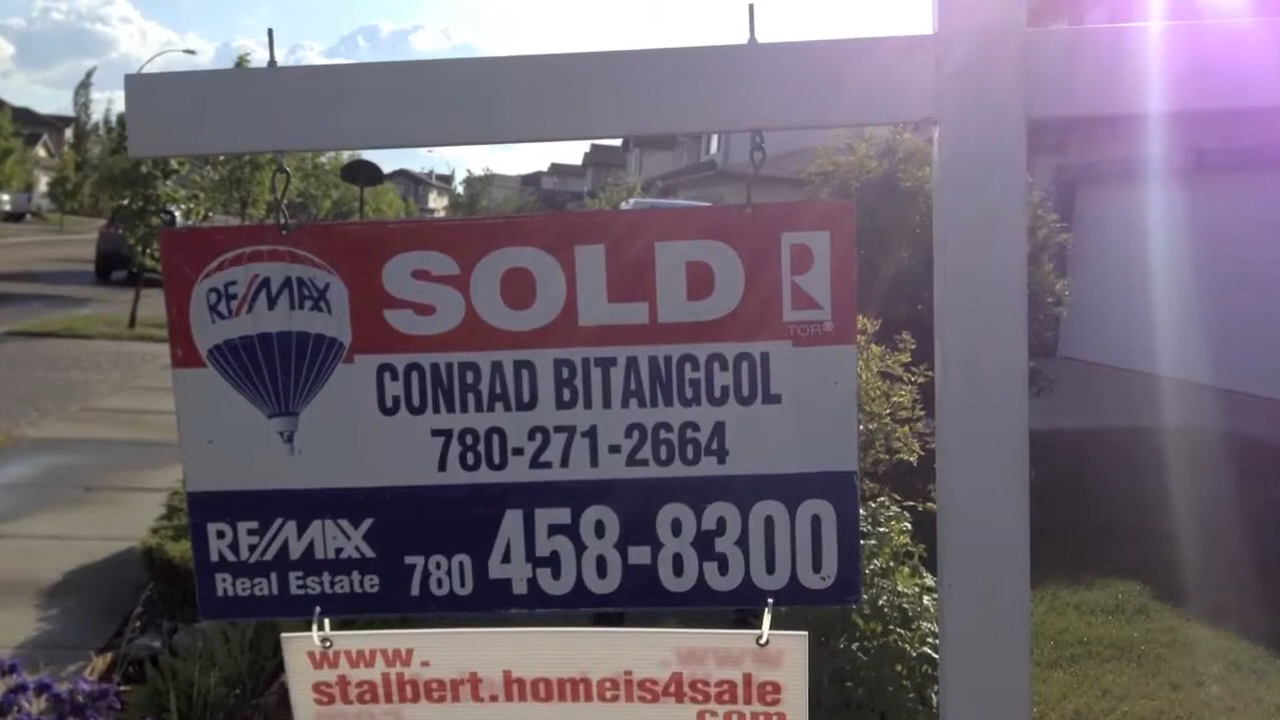 RE/MAX
SOLD R
TOR®
CONRAD BITANGCOL
780-271-2664
RE/MAX
Real Estate
780 458-8300
www.
stalbert.homeis4sale
com